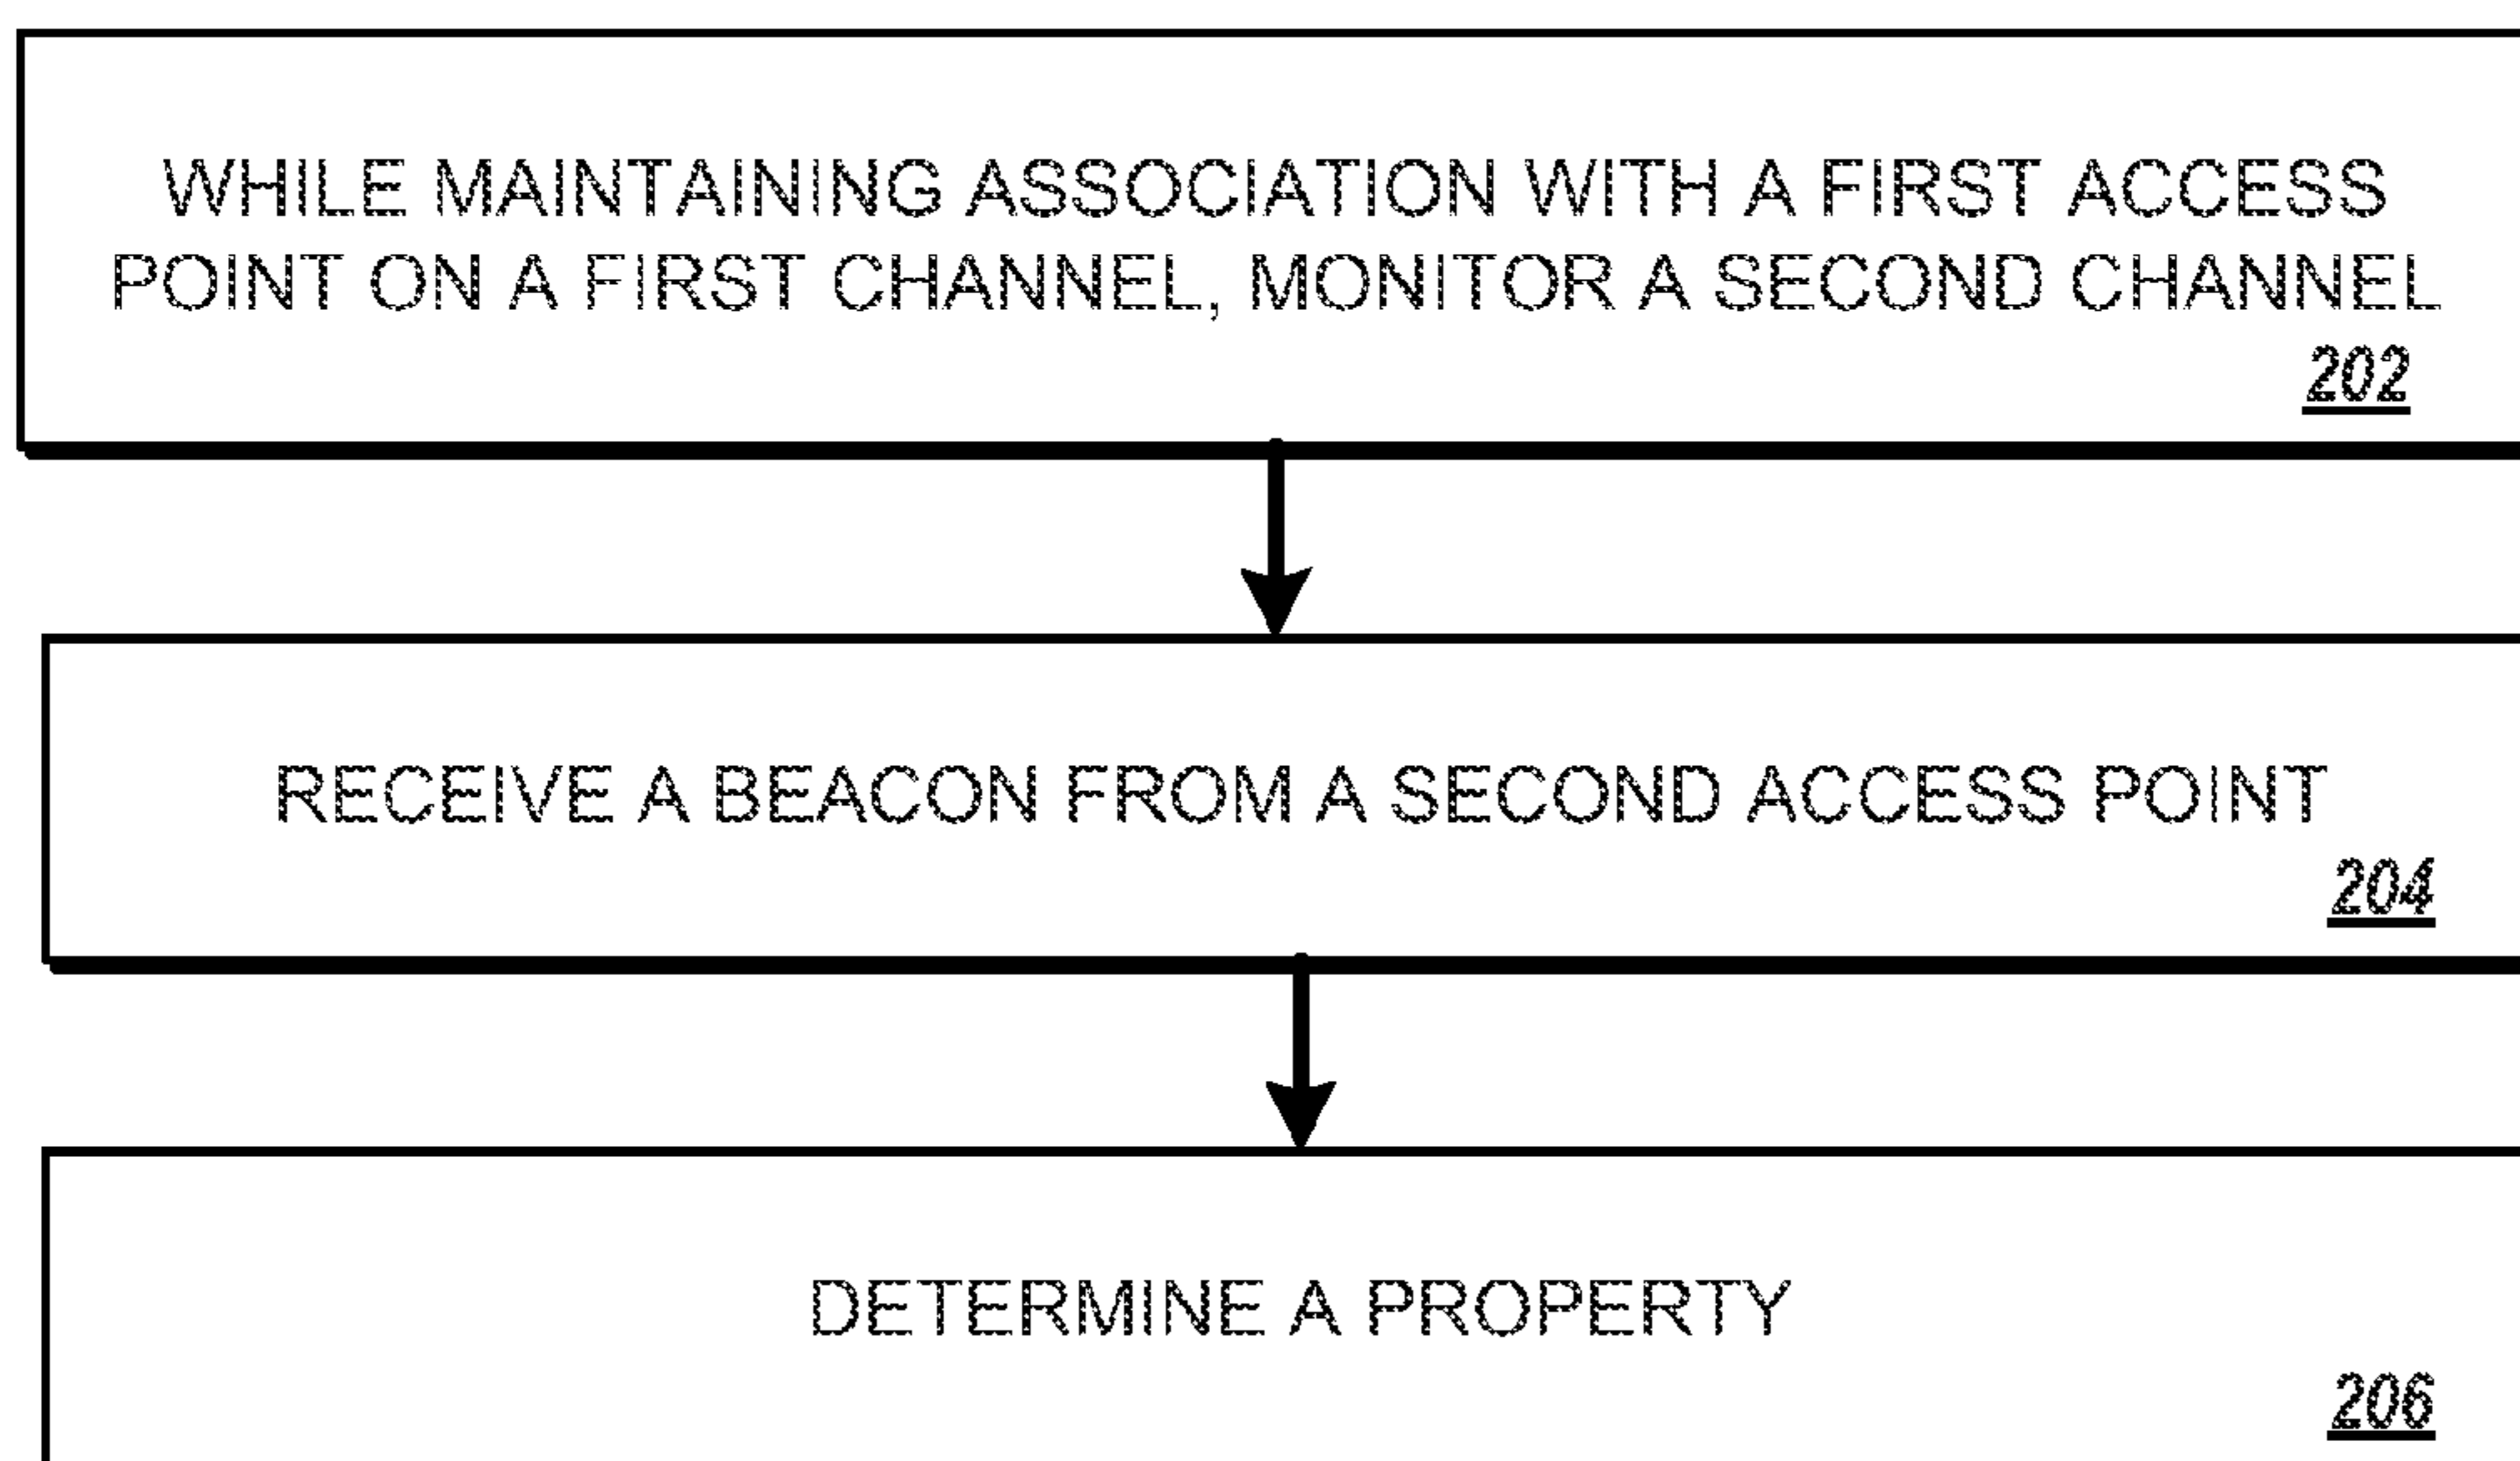 WHILE MAINTAINING ASSOCIATION WITH A FIRST ACCESS
POINT ON A FIRST CHANNEL, MONITOR A SECOND CHANNEL
202
RECEIVE A BEACON FROM A SECOND ACCESS POINT
204
DETERMINE A PROPERTY
206